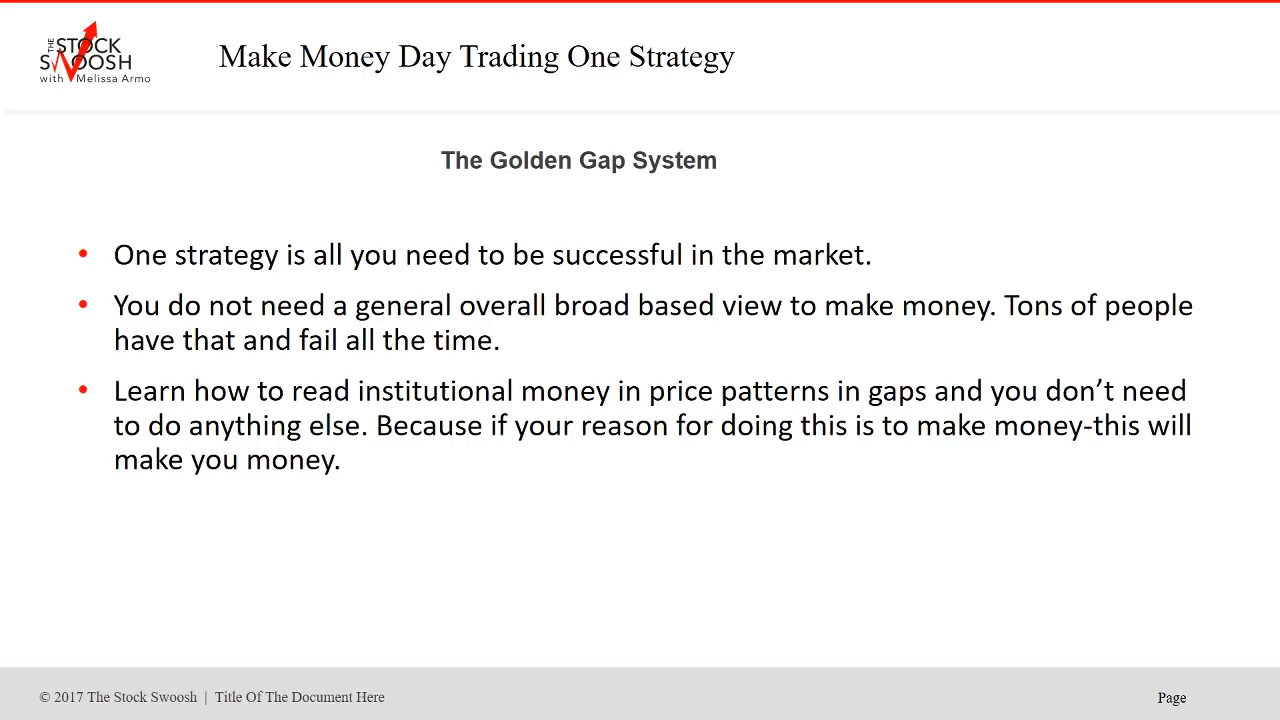 THE STOCK
SWOOSH
with Melissa Armo
Make Money Day Trading One Strategy
The Golden Gap System
• One strategy is all you need to be successful in the market.
• You do not need a general overall broad based view to make money. Tons of people
have that and fail all the time.
• Learn how to read institutional money in price patterns in gaps and you don’t need
to do anything else. Because if your reason for doing this is to make money-this will
make you money.
© 2017 The Stock Swoosh | Title Of The Document Here
Page